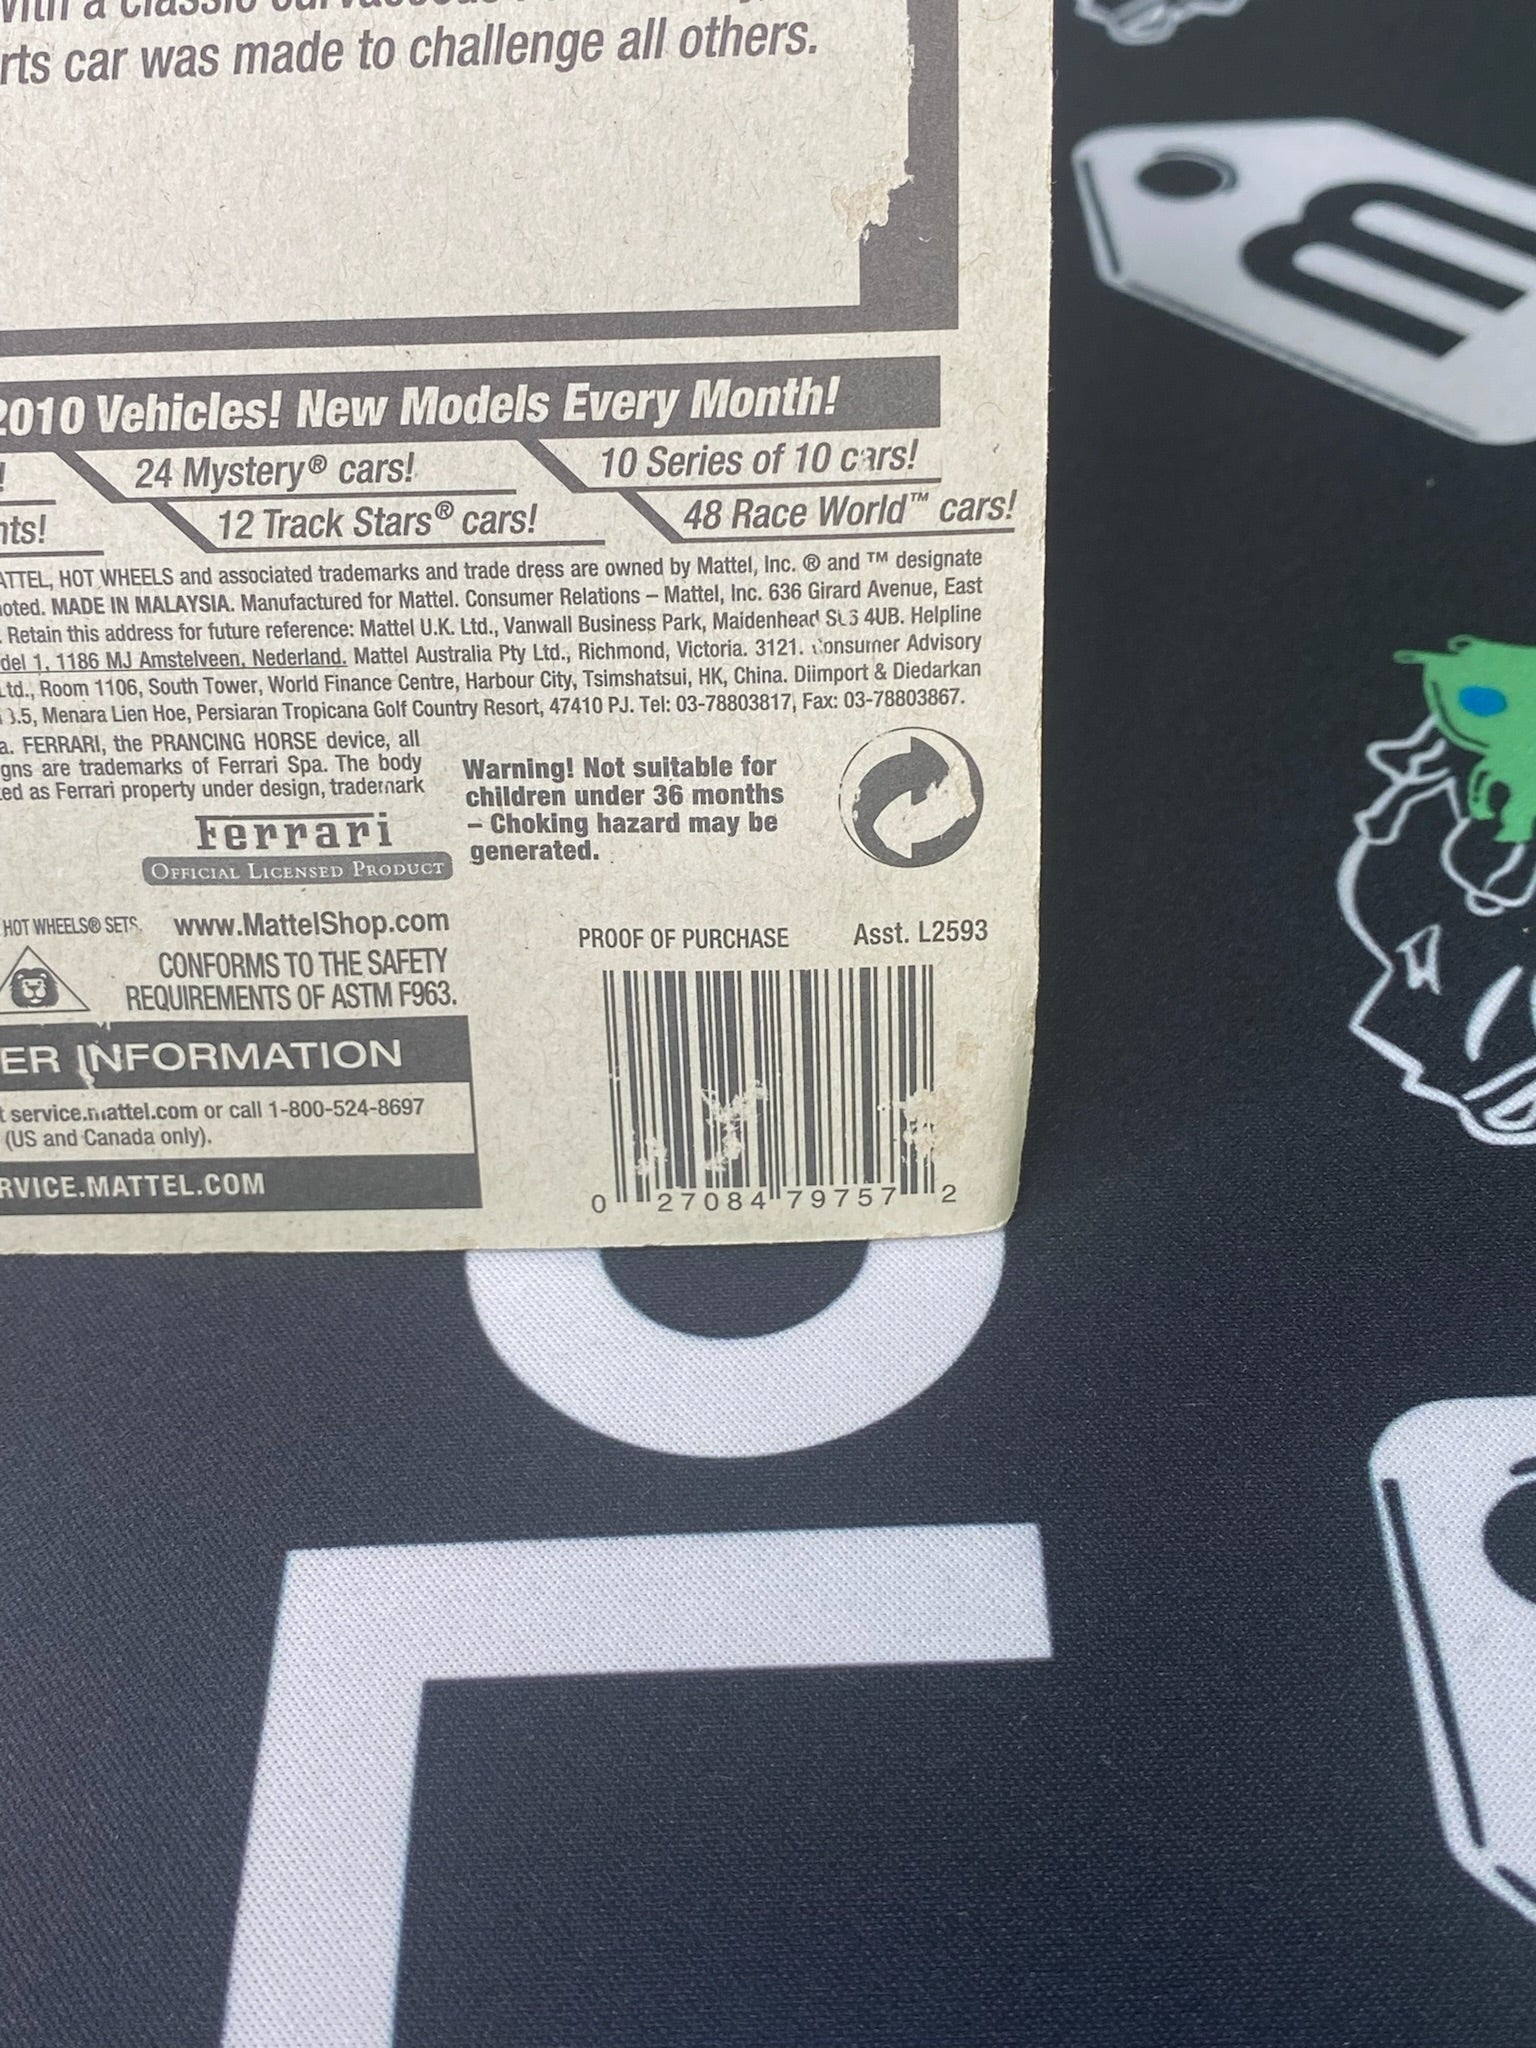 with a classic
rts car was made to challenge all others.
2010 Vehicles! New Models Every Month!
24 Mystery® cars!
10 Series of 10 cars!
nts!
12 Track Stars® cars!
48 Race World™ cars!
ATTEL, HOT WHEELS and associated trademarks and trade dress are owned by Mattel, Inc. ® and ™ designate
noted. MADE IN MALAYSIA. Manufactured for Mattel. Consumer Relations – Mattel, Inc. 636 Girard Avenue, East
. Retain this address for future reference: Mattel U.K. Ltd., Vanwall Business Park, Maidenhead SL6 4UB. Helpline
del 1, 1186 MJ Amstelveen, Nederland. Mattel Australia Pty Ltd., Richmond, Victoria. 3121. Consumer Advisory
Ltd., Room 1106, South Tower, World Finance Centre, Harbour City, Tsimshatsui, HK, China. Diimport & Diedarkan
3.5, Menara Lien Hoe, Persiaran Tropicana Golf Country Resort, 47410 PJ. Tel: 03-78803817, Fax: 03-78803867.
a. FERRARI, the PRANCING HORSE device, all
gns are trademarks of Ferrari Spa. The body
ed as Ferrari property under design, trademark
Warning! Not suitable for
children under 36 months
– Choking hazard may be
generated.
Ferrari
OFFICIAL LICENSED PRODUCT
HOT WHEELS® SETS.
www.MattelShop.com
CONFORMS TO THE SAFETY
REQUIREMENTS OF ASTM F963.
PROOF OF PURCHASE
Asst. L2593
ER INFORMATION
t service.mattel.com or call 1-800-524-8697
(US and Canada only).
RVICE.MATTEL.COM
0 27084 79757 2
m